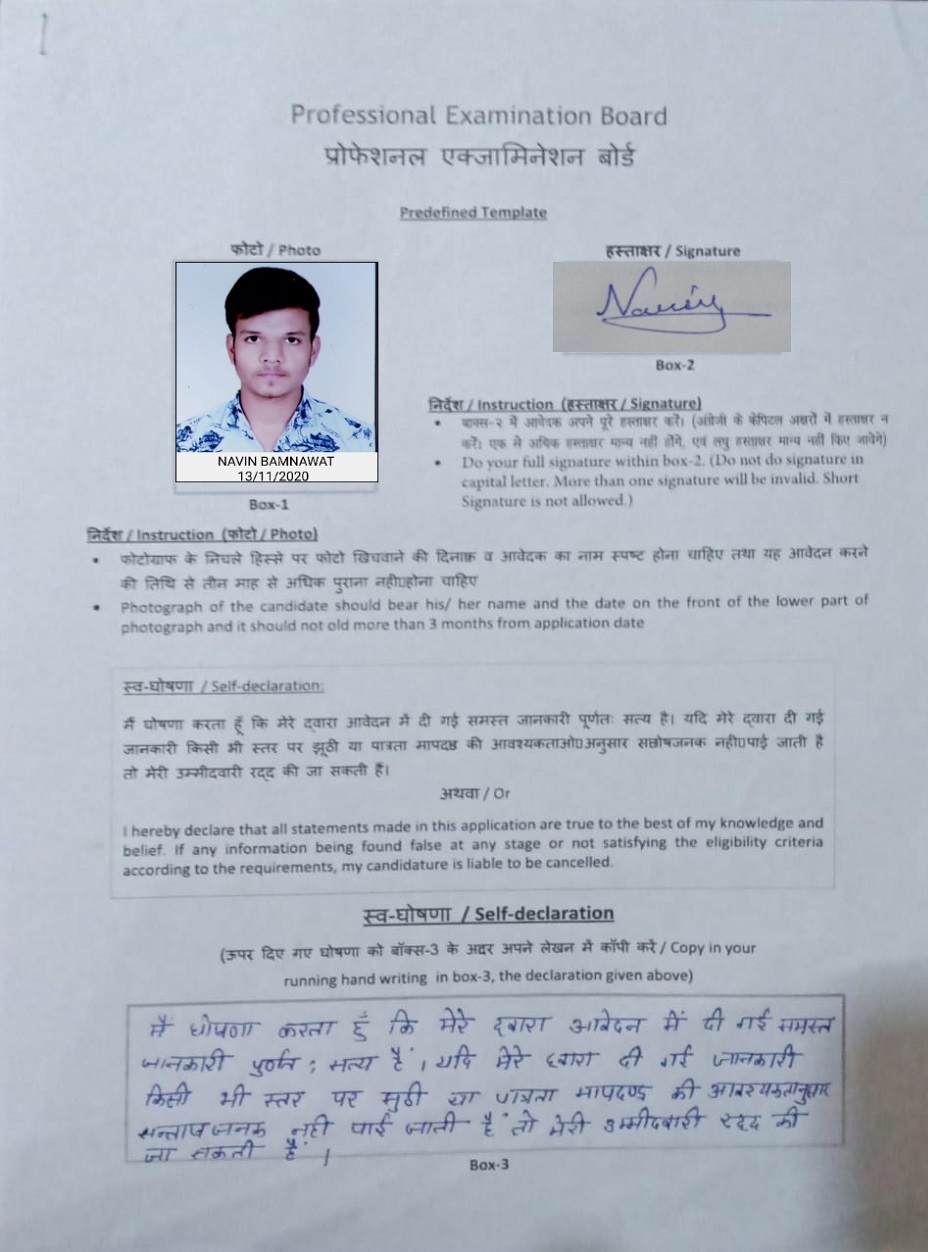 Professional Examination Board
प्रोफेशनल एक्जामिनेशन बोर्ड
Predefined Template
फोटो / Photo
NAVIN BAMNAWAT
13/11/2020
Box-1
हस्ताक्षर / Signature
Navin
Box-2
निर्देश / Instruction (हस्ताक्षर / Signature)
• बाक्स-२ में आवेदक अपने पूरे हस्ताक्षर करें। (अंग्रेजी के केपिटल अक्षरों में हस्ताक्षर न
करें। एक से अधिक हस्ताक्षर मान्य नहीं होंगे, एवं लघु हस्ताक्षर मान्य नहीं किए जावेंगे)
• Do your full signature within box-2. (Do not do signature in
capital letter. More than one signature will be invalid. Short
Signature is not allowed.)
निर्देश / Instruction (फोटो / Photo)
• फोटोग्राफ के निचले हिस्से पर फोटो खिचवाने की दिनाक़ व आवेदक का नाम स्पष्ट होना चाहिए तथा यह आवेदन करने
की तिथि से तीन माह से अधिक पुराना नही▯होना चाहिए
• Photograph of the candidate should bear his/ her name and the date on the front of the lower part of
photograph and it should not old more than 3 months from application date
स्व-घोषणा / Self-declaration:
मैं घोषणा करता हूँ कि मेरे द्वारा आवेदन में दी गई समस्त जानकारी पूर्णतः सत्य है। यदि मेरे द्वारा दी गई
जानकारी किसी भी स्तर पर झूठी या पात्रता मापदण्ड की आवश्यकताओ▯अनुसार सन्तोषजनक नही▯पाई जाती है
तो मेरी उम्मीदवारी रद्द की जा सकती हैं।
अथवा / Or
I hereby declare that all statements made in this application are true to the best of my knowledge and
belief. If any information being found false at any stage or not satisfying the eligibility criteria
according to the requirements, my candidature is liable to be cancelled.
स्व-घोषणा / Self-declaration
(ऊपर दिए गए घोषणा को बॉक्स-3 के अदर अपने लेखन में कॉपी करें / Copy in your
running hand writing in box-3, the declaration given above)
मैं घोषणा करता हुँ कि मेरे द्वारा आवेदन में दी गई समस्त
जानकारी पुर्णत : सत्य हैं । यदि मेरे द्वारा दी गई जानकारी
किसी भी स्तर पर झुठी या पात्रता मापदण्ड की आवश्यकतानुसार
सन्ताषजनक नही पाई जाती हैं तो मेरी उम्मीदवारी रद्द की
जा सकती हैं ।
Box-3